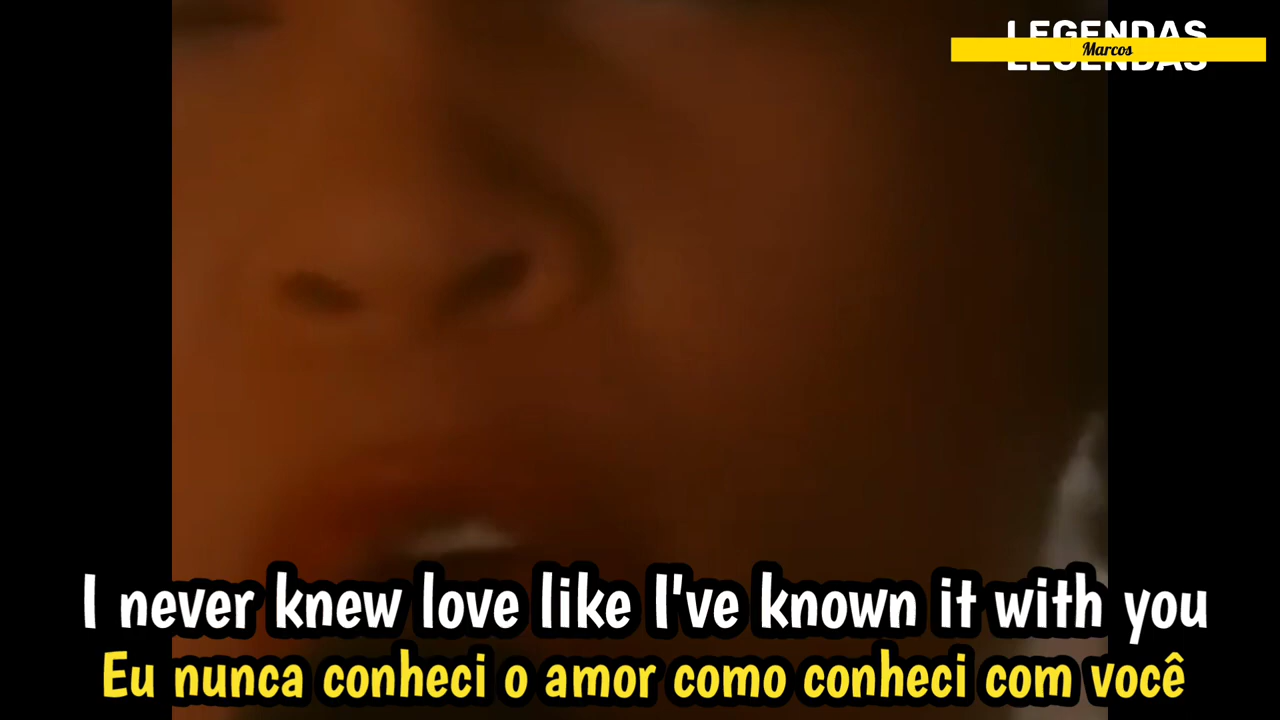 LEGENDAS
Marcos
LEGENDAS
I never knew love like I've known it with you
Eu nunca conheci o amor como conheci com você